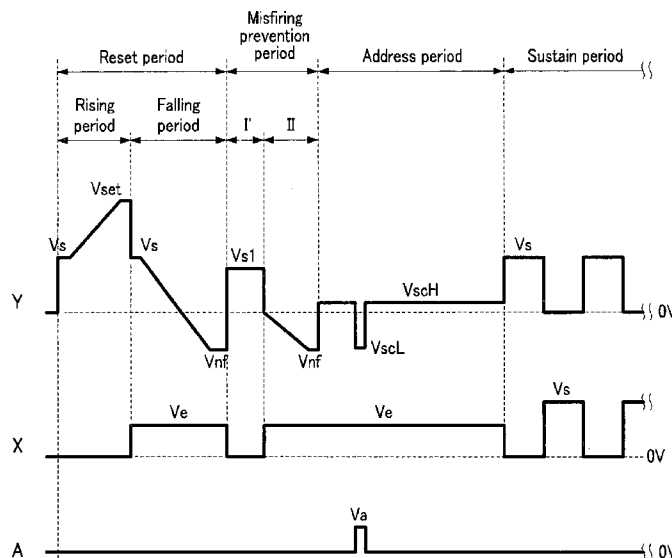 Misfiring
prevention
period
Reset period
Address period
Sustain period
Rising
period
Falling
period
I'
II
Vset
Vs
Vs
Vs1
Vs
Y
VscH
0V
Vnf
Vnf
VscL
Vs
Ve
Ve
X
0V
Va
A
0V